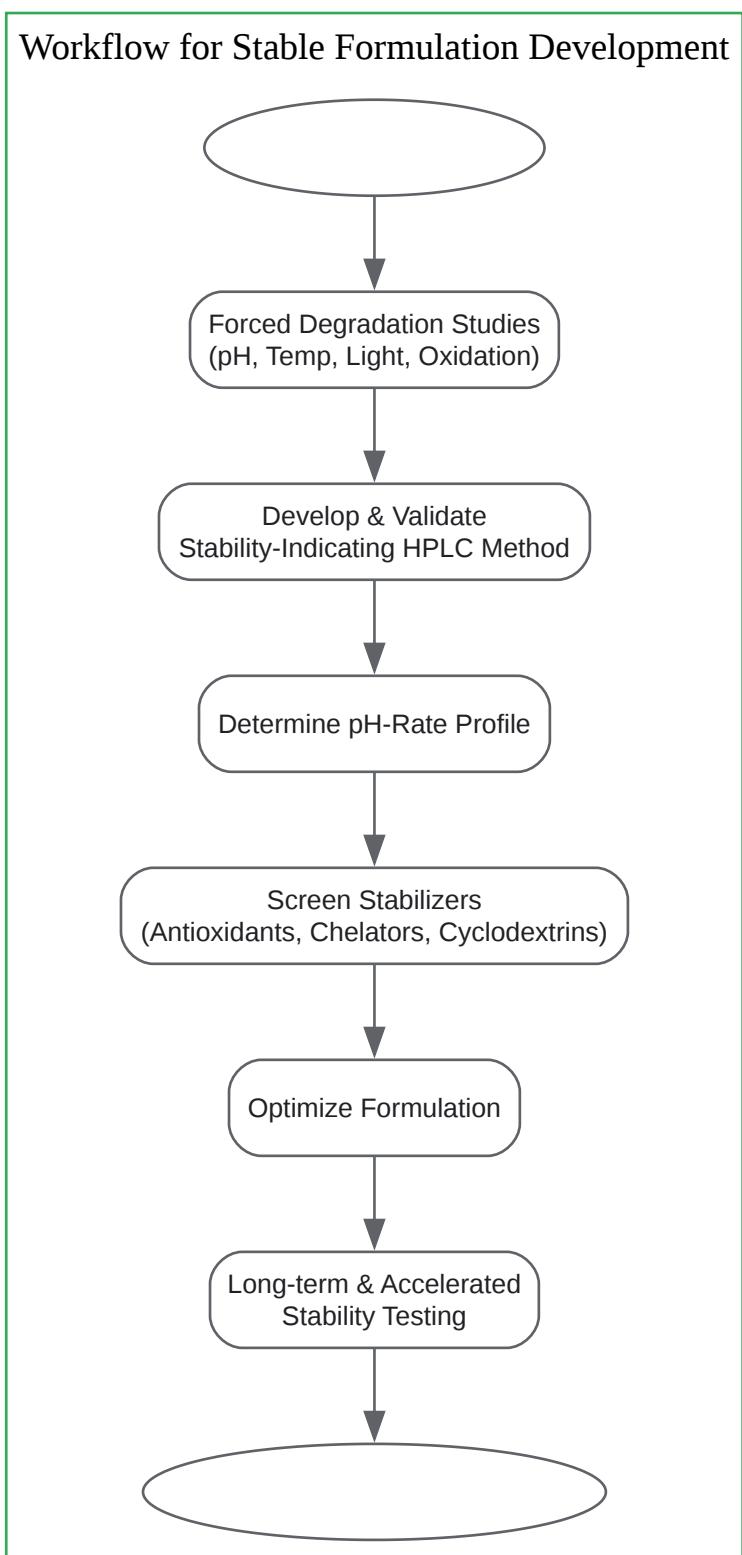 Workflow for Stable Formulation Development
Forced Degradation Studies
(pH, Temp, Light, Oxidation)
Develop & Validate
Stability-Indicating HPLC Method
Determine pH-Rate Profile
Screen Stabilizers
(Antioxidants, Chelators, Cyclodextrins)
Optimize Formulation
Long-term & Accelerated
Stability Testing